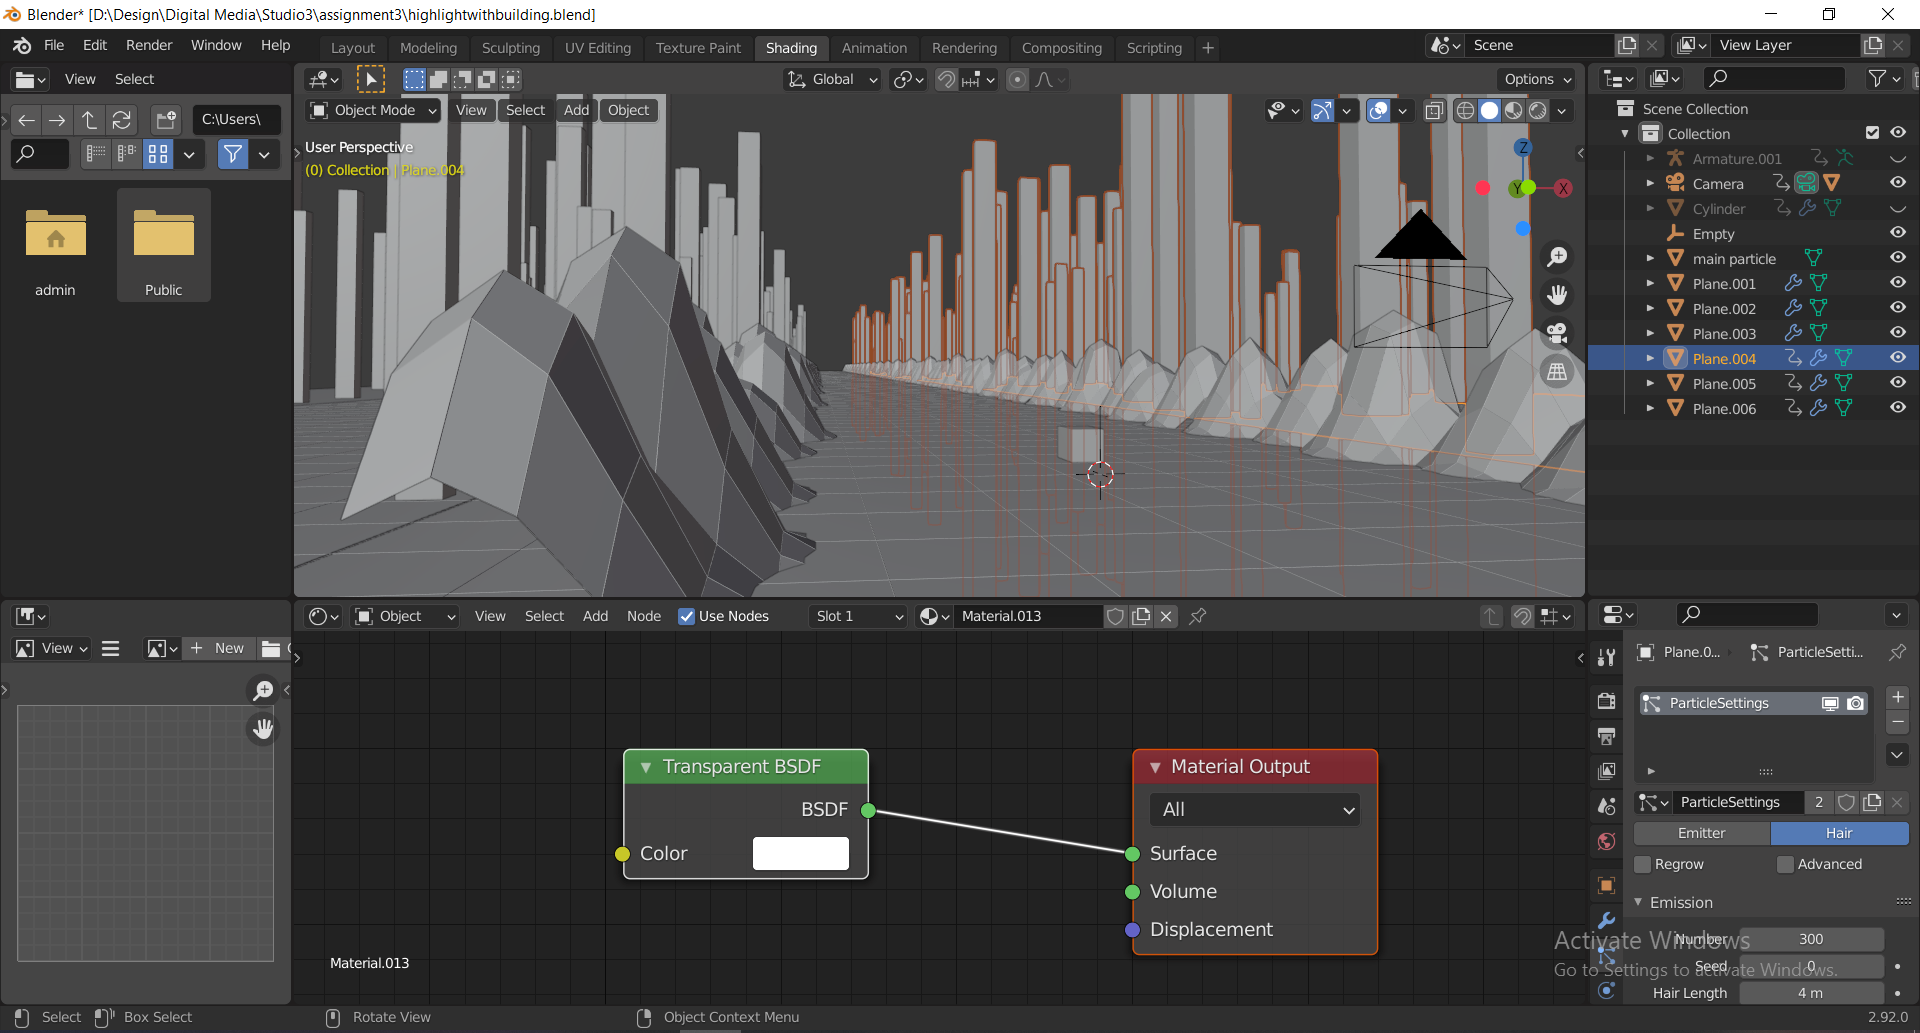 Blender* [D:\Design\Digital Media\Studio3\assignment3\highlightwithbuilding.blend]
File Edit Render Window Help Layout Modeling Sculpting UV Editing Texture Paint Shading Animation Rendering Compositing Scripting + Scene View Layer
View Select Global Options
Object Mode View Select Add Object
C:\Users\
User Perspective
(0) Collection | Plane.004
Z
Y X
admin
Public
Scene Collection
Collection
Armature.001
Camera
Cylinder
Empty
main particle
Plane.001
Plane.002
Plane.003
Plane.004
Plane.005
Plane.006
Object View Select Add Node Use Nodes Slot 1 Material.013
View New
Transparent BSDF
BSDF
Color
Material Output
All
Surface
Volume
Displacement
Material.013
Plane.0... ParticleSetti...
ParticleSettings
ParticleSettings 2
Emitter Hair
Regrow Advanced
Emission
Number 300
Seed 0
Hair Length 4 m
Activate Windows
Go to Settings to activate Windows.
Select Box Select Rotate View Object Context Menu 2.92.0